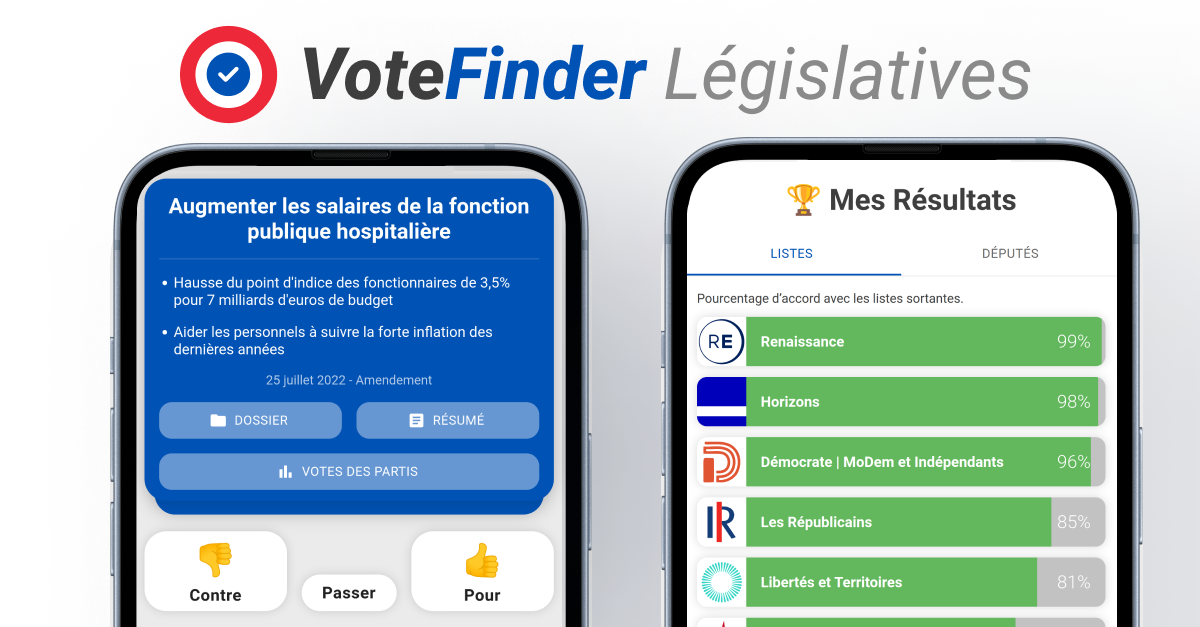 VoteFinder Législatives
Augmenter les salaires de la fonction
publique hospitalière
• Hausse du point d'indice des fonctionnaires de 3,5%
pour 7 milliards d'euros de budget
• Aider les personnels à suivre la forte inflation des
dernières années
25 juillet 2022 - Amendement
DOSSIER
RÉSUMÉ
VOTES DES PARTIS
Contre
Passer
Pour
Mes Résultats
LISTES
DÉPUTÉS
Pourcentage d'accord avec les listes sortantes.
RE Renaissance 99%
Horizons 98%
Démocrate | MoDem et Indépendants 96%
lR Les Républicains 85%
Libertés et Territoires 81%